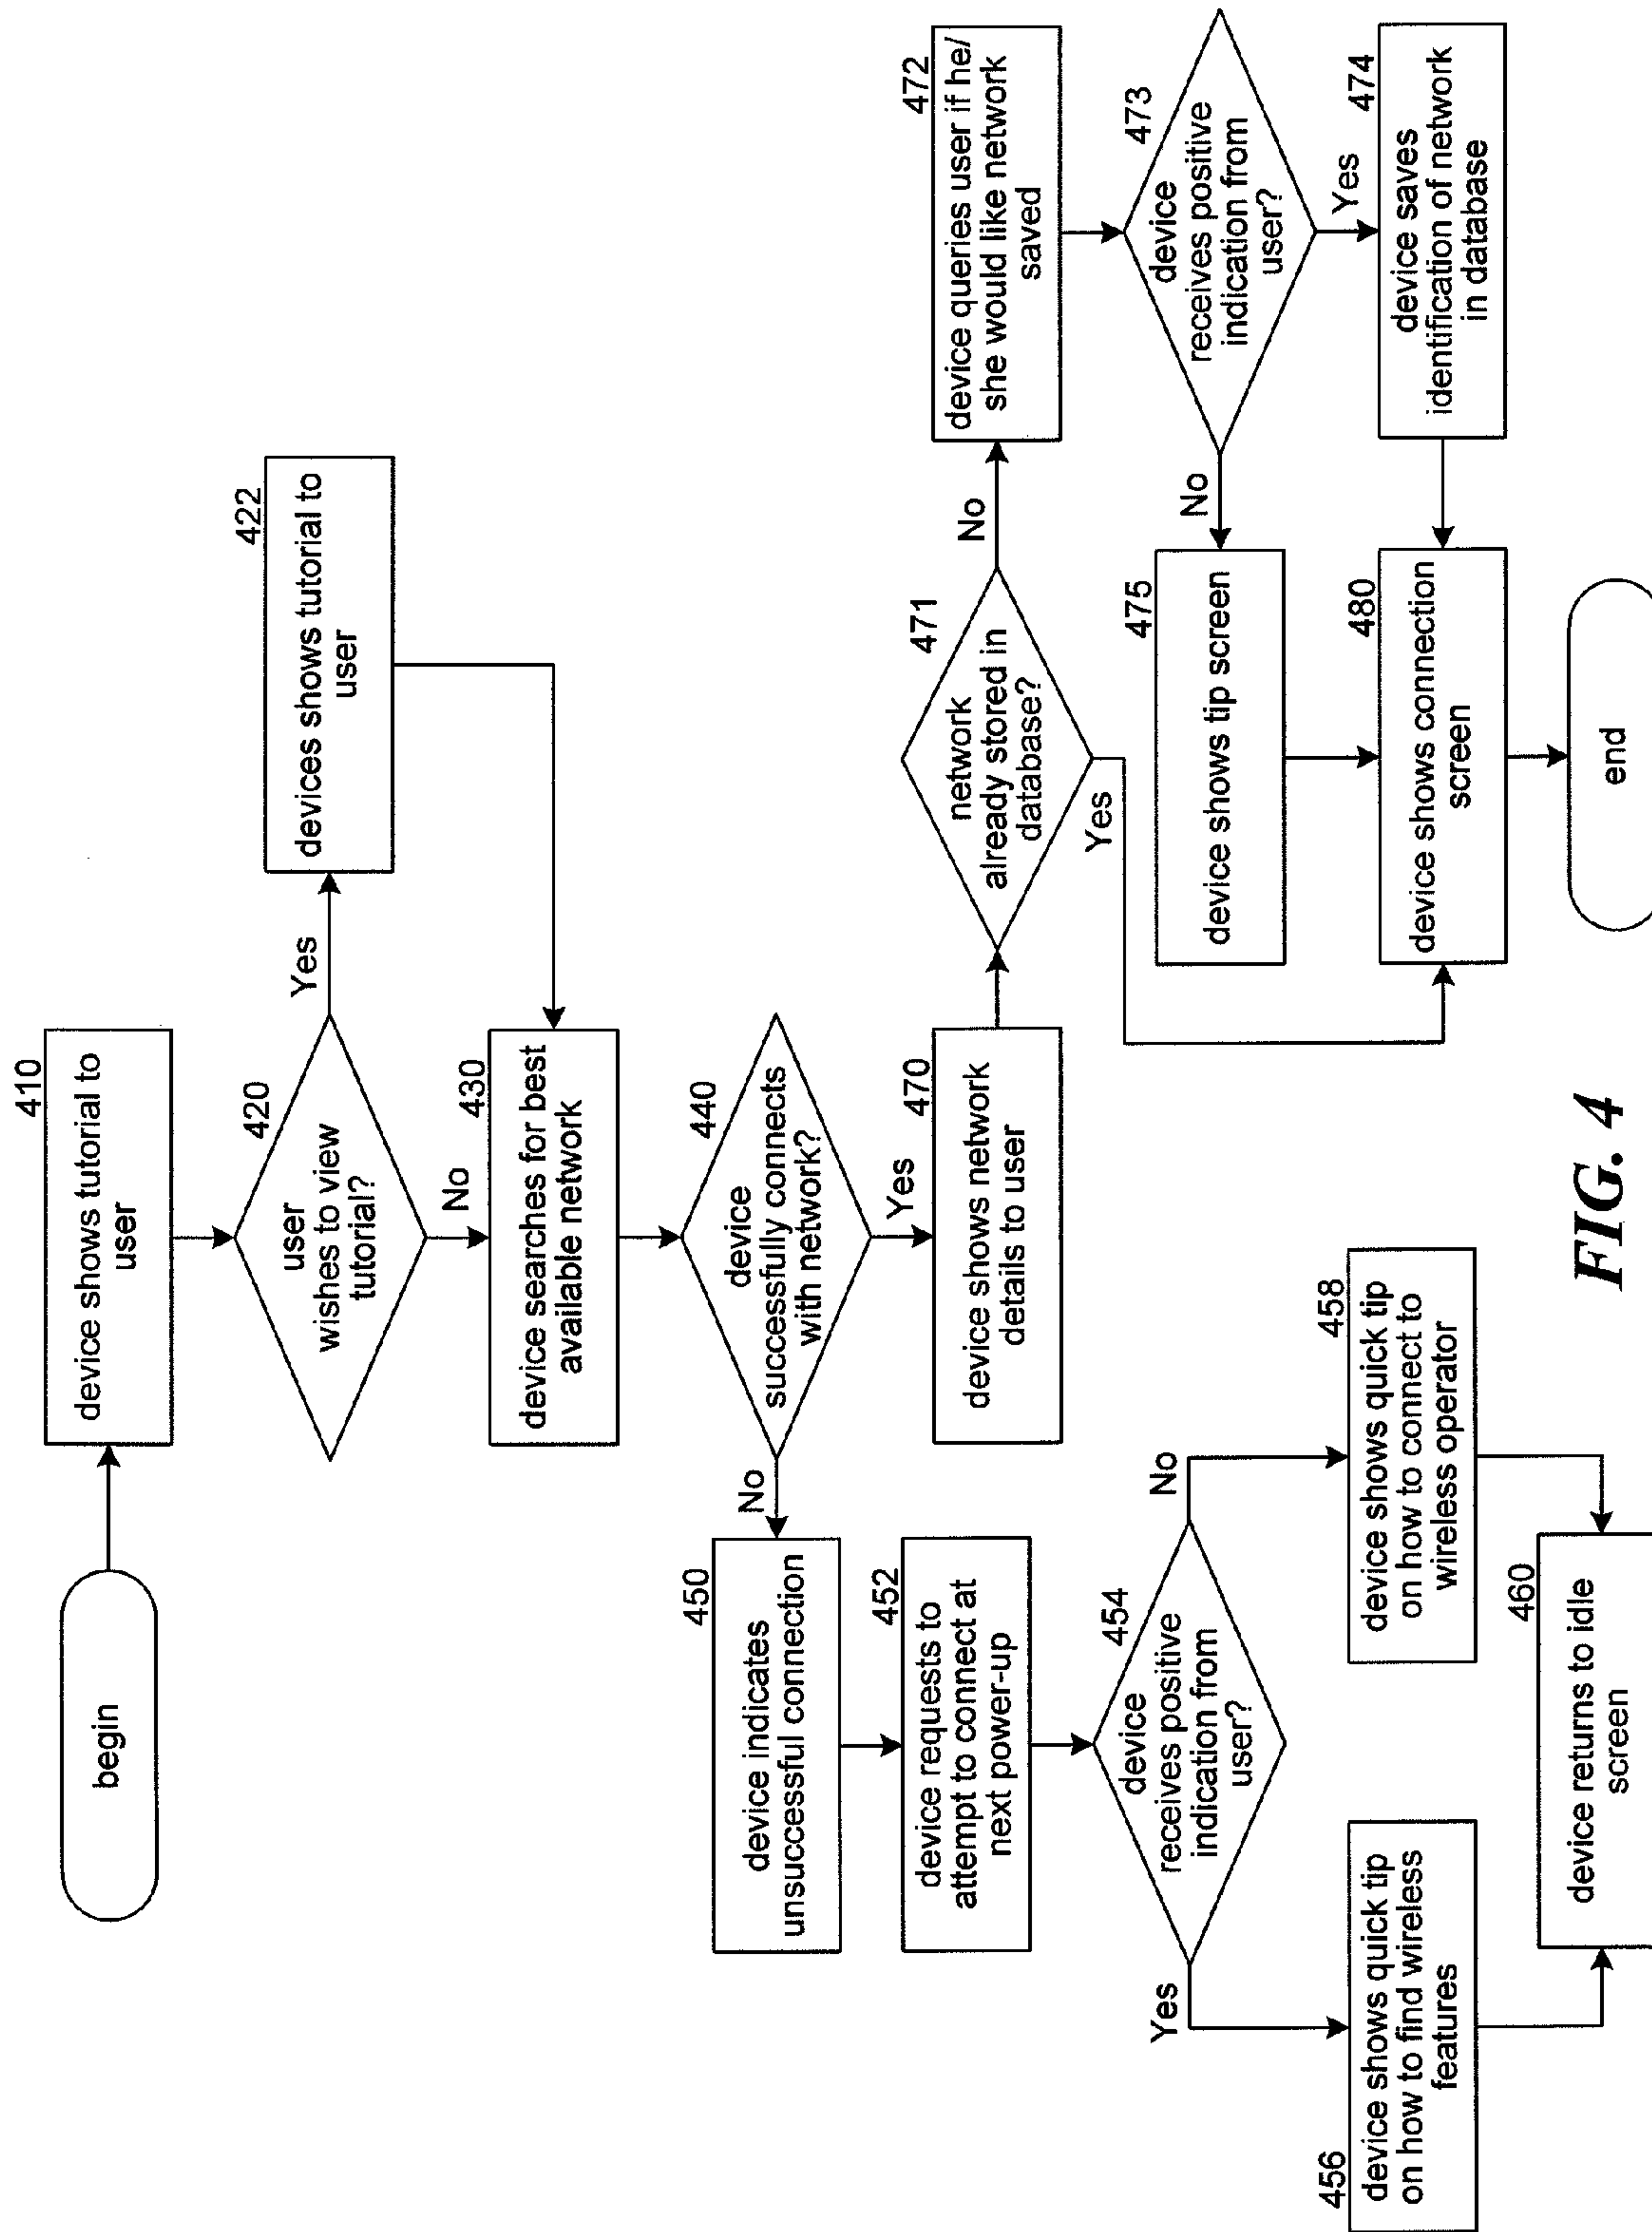 begin
410
device shows tutorial to
user
420
user
wishes to view
tutorial?
Yes
No
422
devices shows tutorial to
user
430
device searches for best
available network
440
device
successfully connects
with network?
No
Yes
450
device indicates
unsuccessful connection
452
device requests to
attempt to connect at
next power-up
454
device
receives positive
indication from
user?
Yes
No
456
device shows quick tip
on how to find wireless
features
458
device shows quick tip
on how to connect to
wireless operator
460
device returns to idle
screen
470
device shows network
details to user
471
network
already stored in
database?
No
Yes
472
device queries user if he/
she would like network
saved
473
device
receives positive
indication from
user?
No
Yes
474
device saves
identification of network
in database
475
device shows tip screen
480
device shows connection
screen
end
FIG. 4